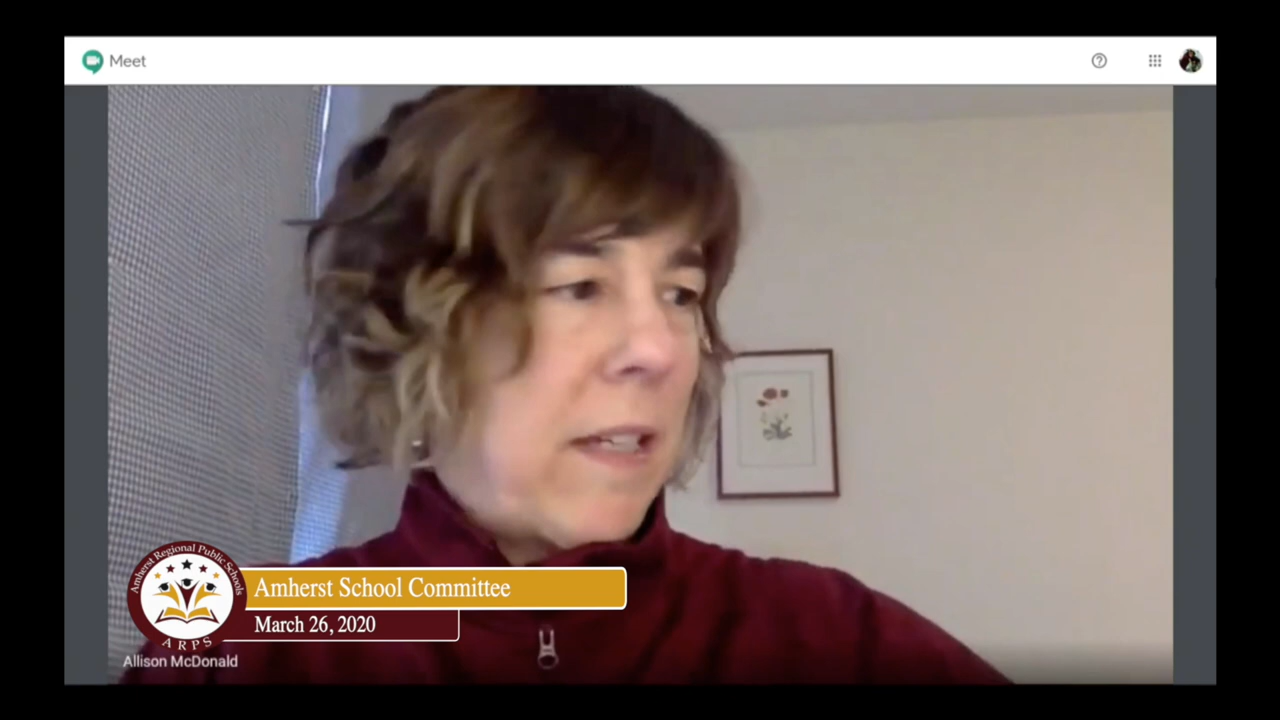 Meet
Amherst Regional Public Schools
Amherst School Committee
March 26, 2020
ARPS
Allison McDonald